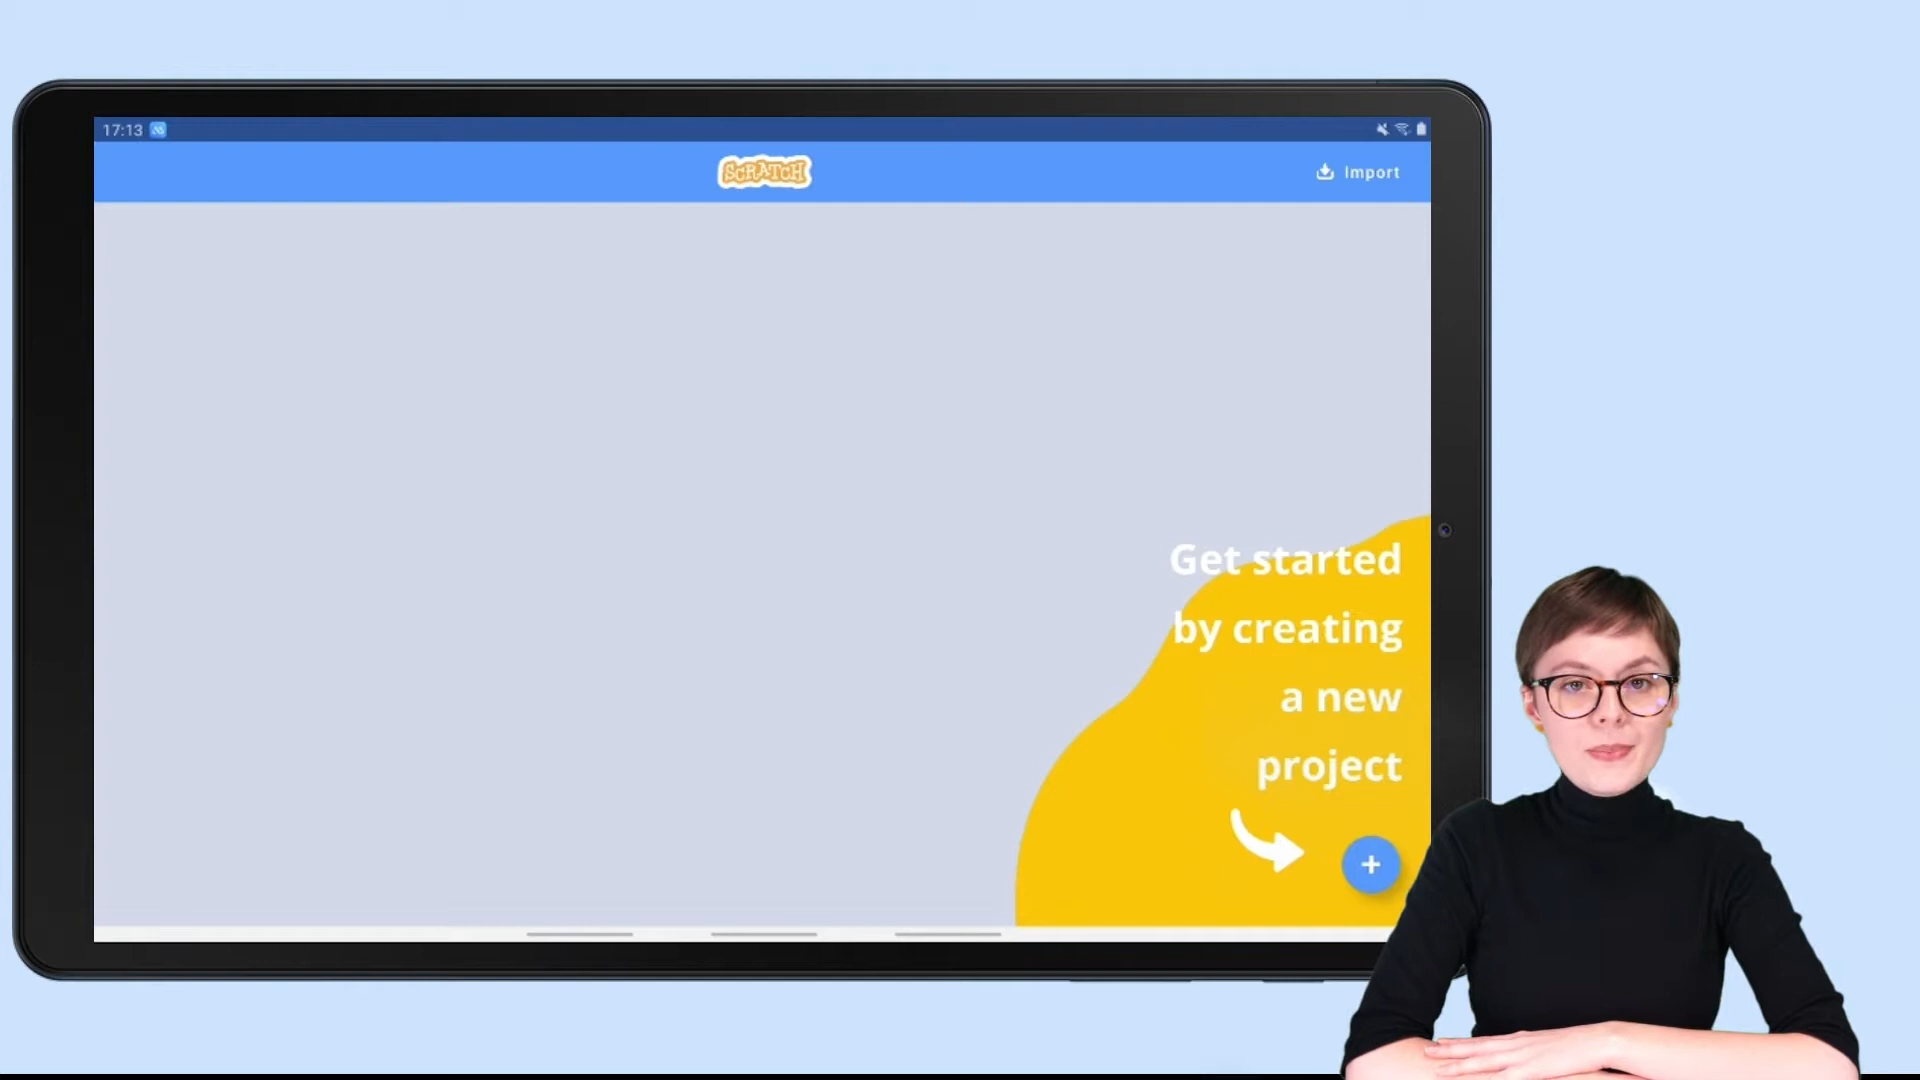 17:13
SCRATCH
Import
Get started
by creating
a new
project